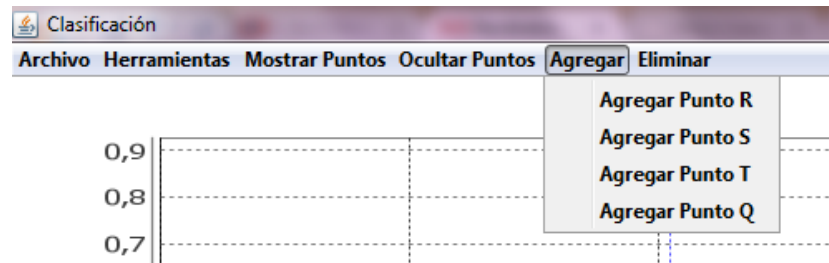 Clasificación
Archivo Herramientas Mostrar Puntos Ocultar Puntos Agregar Eliminar
Agregar Punto R
Agregar Punto S
Agregar Punto T
Agregar Punto Q
0,9
0,8
0,7